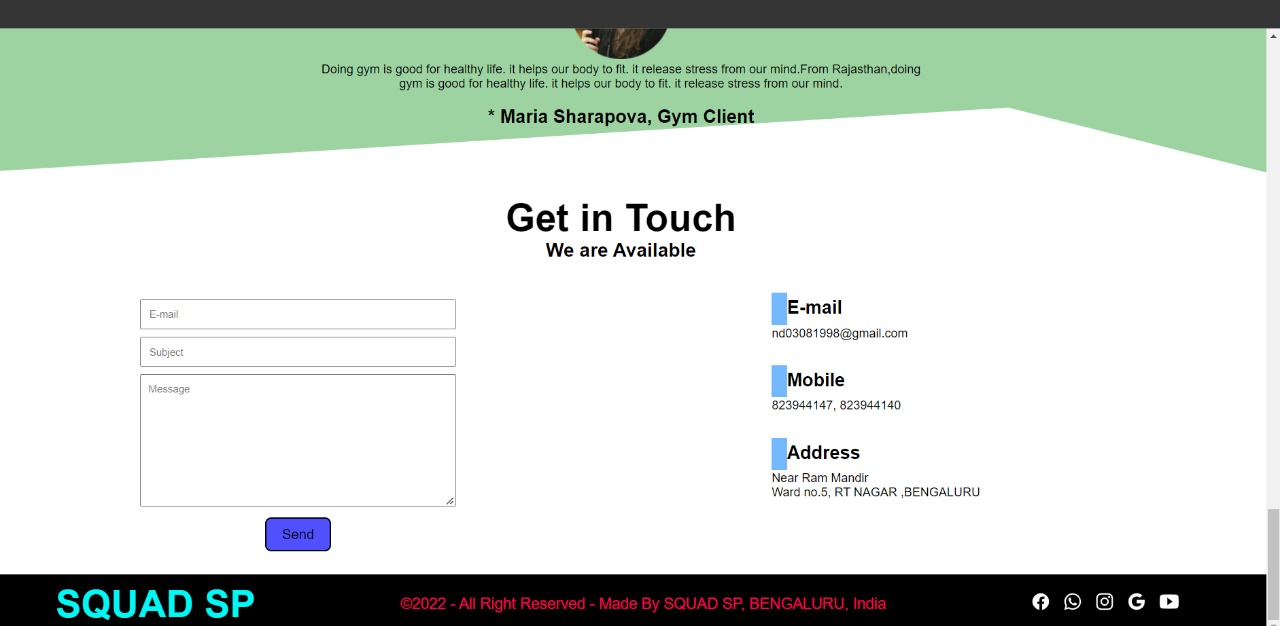 Doing gym is good for healthy life. it helps our body to fit. it release stress from our mind.From Rajasthan,doing
gym is good for healthy life. it helps our body to fit. it release stress from our mind.
* Maria Sharapova, Gym Client
Get in Touch
We are Available
E-mail
Subject
Message
Send
E-mail
nd03081998@gmail.com
Mobile
823944147, 823944140
Address
Near Ram Mandir
Ward no.5, RT NAGAR ,BENGALURU
SQUAD SP
©2022 - All Right Reserved - Made By SQUAD SP, BENGALURU, India